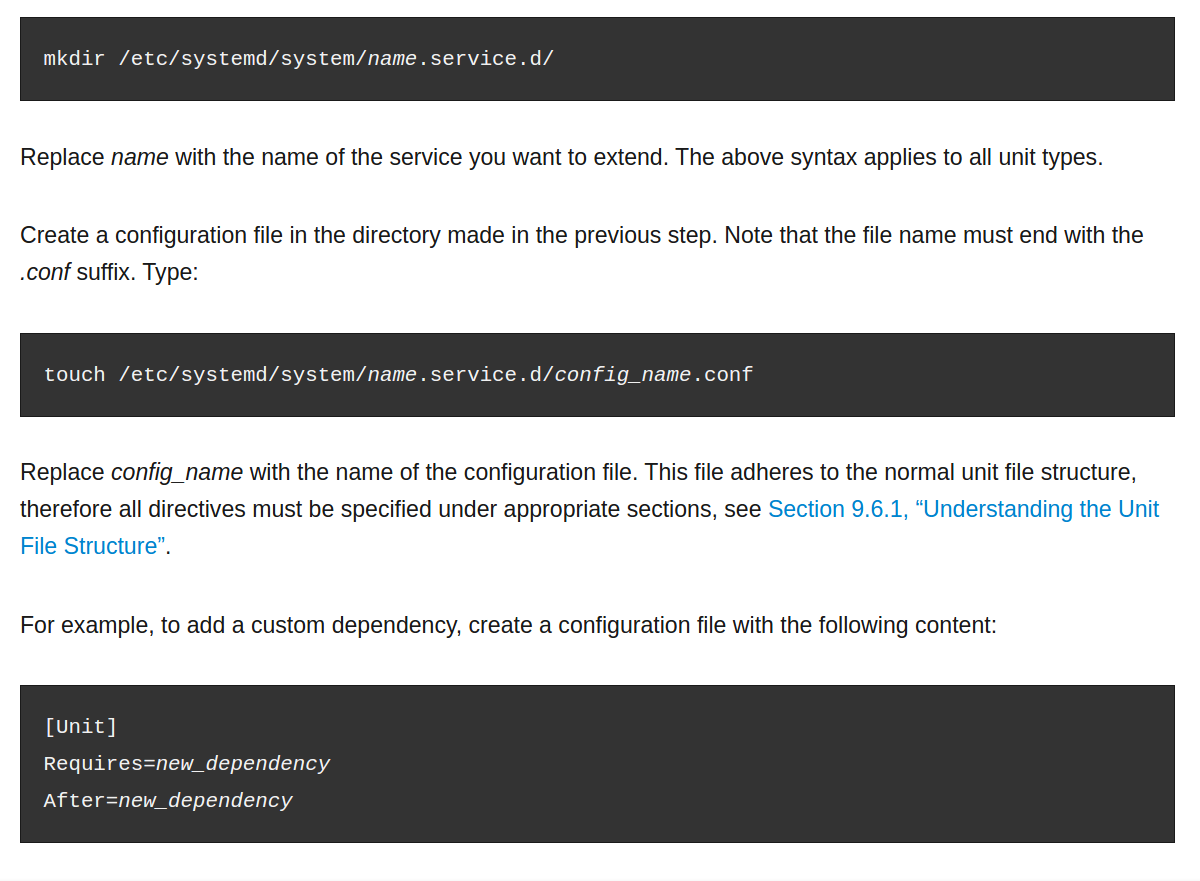 mkdir /etc/systemd/system/name.service.d/
Replace name with the name of the service you want to extend. The above syntax applies to all unit types.
Create a configuration file in the directory made in the previous step. Note that the file name must end with the
.conf suffix. Type:
touch /etc/systemd/system/name.service.d/config_name.conf
Replace config_name with the name of the configuration file. This file adheres to the normal unit file structure,
therefore all directives must be specified under appropriate sections, see Section 9.6.1, “Understanding the Unit
File Structure”.
For example, to add a custom dependency, create a configuration file with the following content:
[Unit]
Requires=new_dependency
After=new_dependency